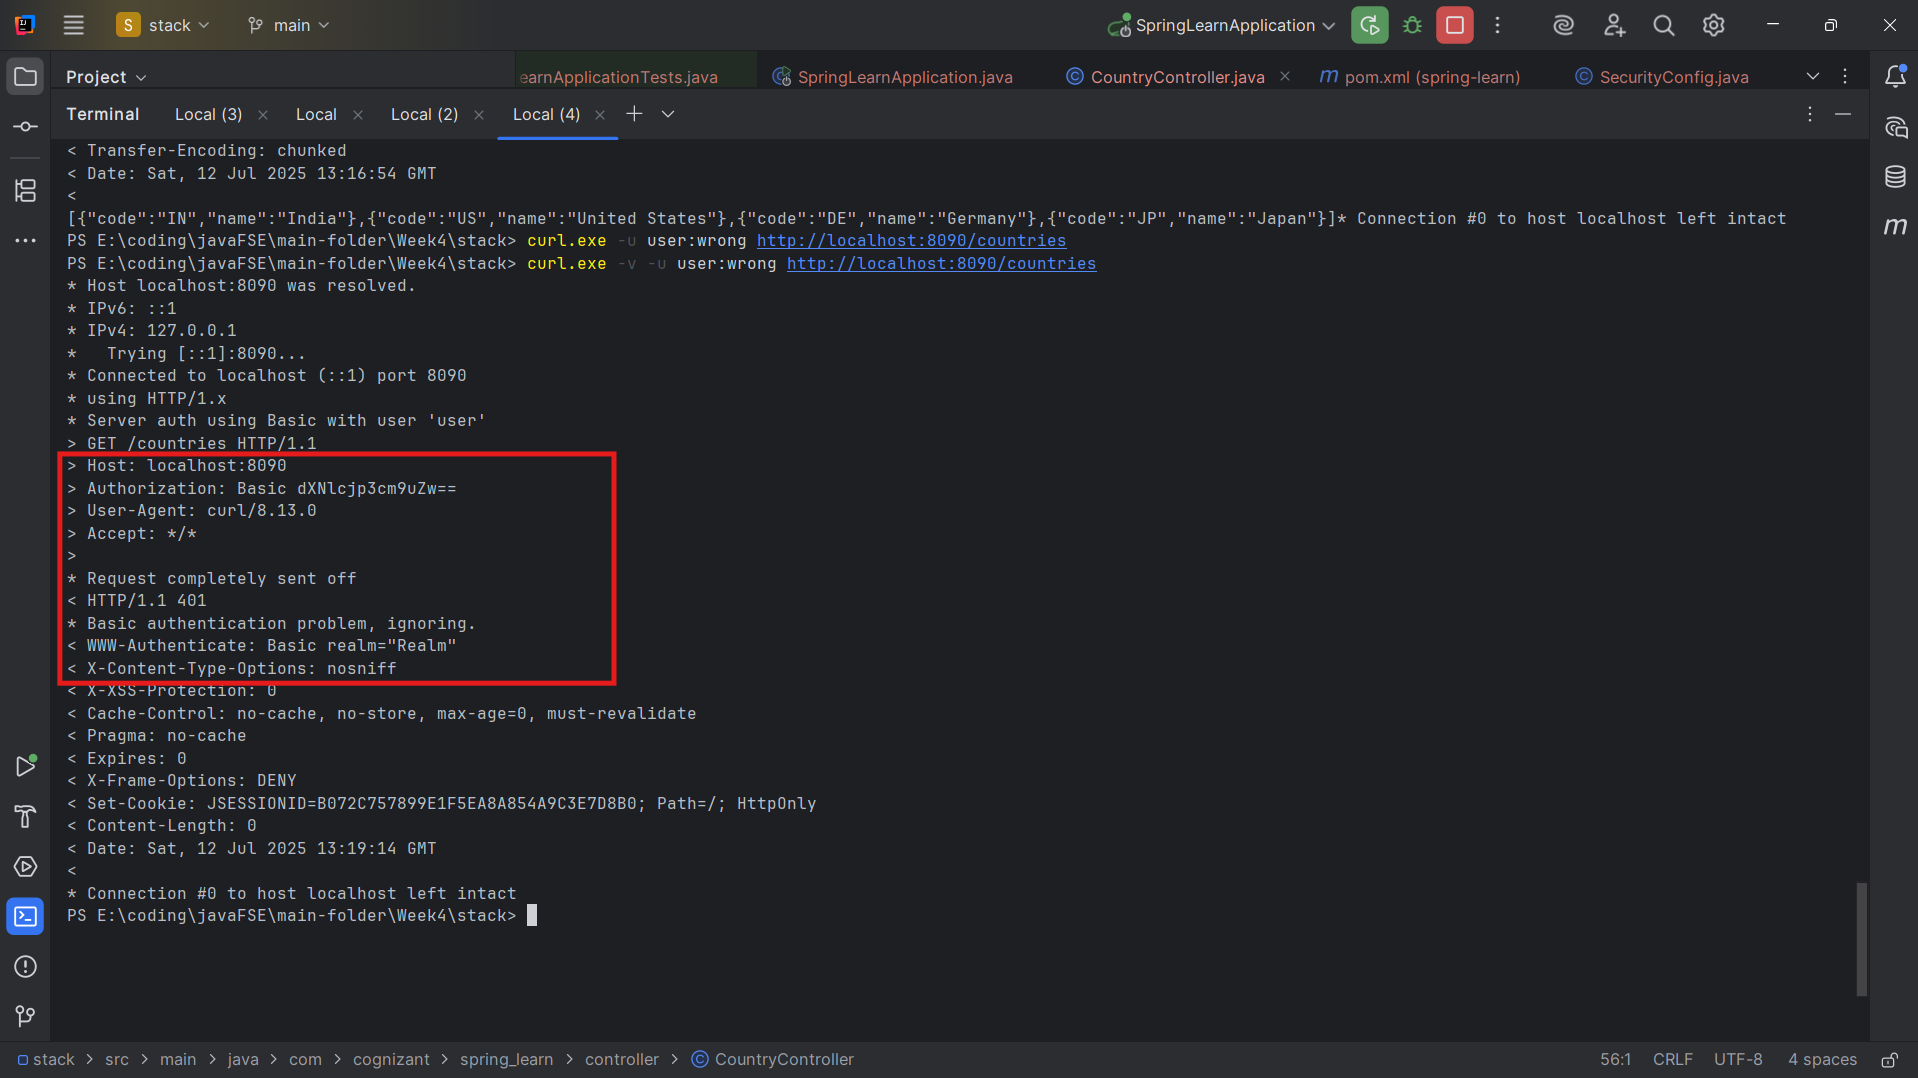 S stack main SpringLearnApplication
Project earnApplicationTests.java SpringLearnApplication.java CountryController.java pom.xml (spring-learn) SecurityConfig.java
Terminal Local (3) Local Local (2) Local (4)
< Transfer-Encoding: chunked
< Date: Sat, 12 Jul 2025 13:16:54 GMT
<
[{"code":"IN","name":"India"},{"code":"US","name":"United States"},{"code":"DE","name":"Germany"},{"code":"JP","name":"Japan"}]* Connection #0 to host localhost left intact
PS E:\coding\javaFSE\main-folder\Week4\stack> curl.exe -u user:wrong http://localhost:8090/countries
PS E:\coding\javaFSE\main-folder\Week4\stack> curl.exe -v -u user:wrong http://localhost:8090/countries
* Host localhost:8090 was resolved.
* IPv6: ::1
* IPv4: 127.0.0.1
*   Trying [::1]:8090...
* Connected to localhost (::1) port 8090
* using HTTP/1.x
* Server auth using Basic with user 'user'
> GET /countries HTTP/1.1
> Host: localhost:8090
> Authorization: Basic dXNlcjp3cm9uZw==
> User-Agent: curl/8.13.0
> Accept: */*
>
* Request completely sent off
< HTTP/1.1 401
* Basic authentication problem, ignoring.
< WWW-Authenticate: Basic realm="Realm"
< X-Content-Type-Options: nosniff
< X-XSS-Protection: 0
< Cache-Control: no-cache, no-store, max-age=0, must-revalidate
< Pragma: no-cache
< Expires: 0
< X-Frame-Options: DENY
< Set-Cookie: JSESSIONID=B072C757899E1F5EA8A854A9C3E7D8B0; Path=/; HttpOnly
< Content-Length: 0
< Date: Sat, 12 Jul 2025 13:19:14 GMT
<
* Connection #0 to host localhost left intact
PS E:\coding\javaFSE\main-folder\Week4\stack>
stack > src > main > java > com > cognizant > spring_learn > controller > CountryController 56:1 CRLF UTF-8 4 spaces